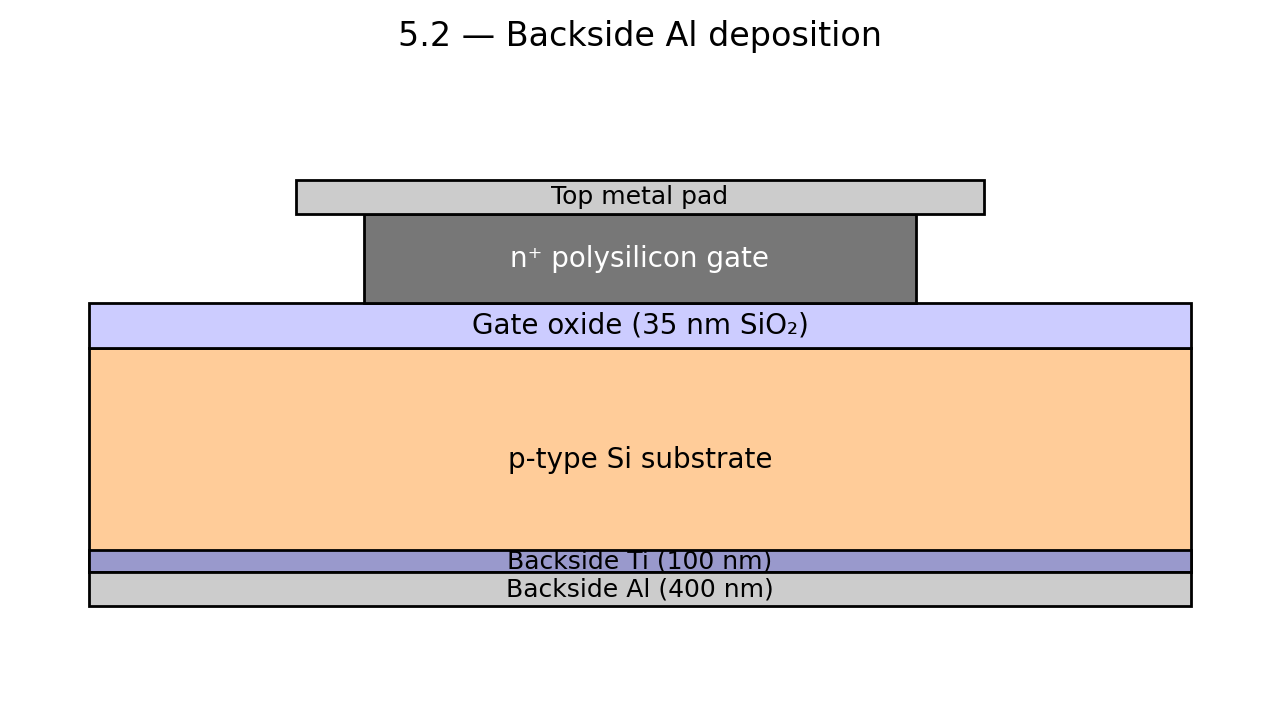 5.2 — Backside Al deposition
Top metal pad
n⁺ polysilicon gate
Gate oxide (35 nm SiO₂)
p-type Si substrate
Backside Ti (100 nm)
Backside Al (400 nm)